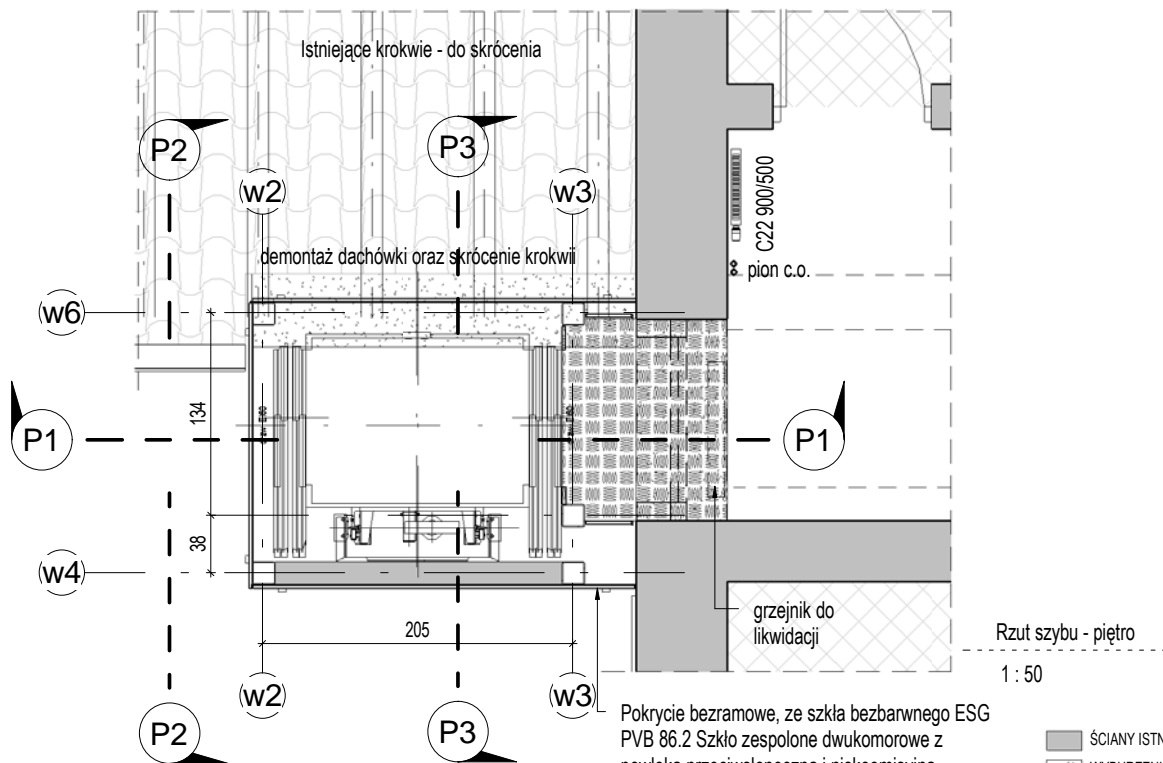 Istniejące krokwie - do skrócenia
P2
P3
w2
w3
C22 900/500
demontaż dachówki oraz skrócenie krokwii
pion c.o.
w6
134
P1
P1
38
w4
205
grzejnik do
likwidacji
Rzut szybu - piętro
1 : 50
w2
w3
P2
P3
Pokrycie bezramowe, ze szkła bezbarwnego ESG
PVB 86.2 Szkło zespolone dwukomorowe z
ŚCIANY ISTN